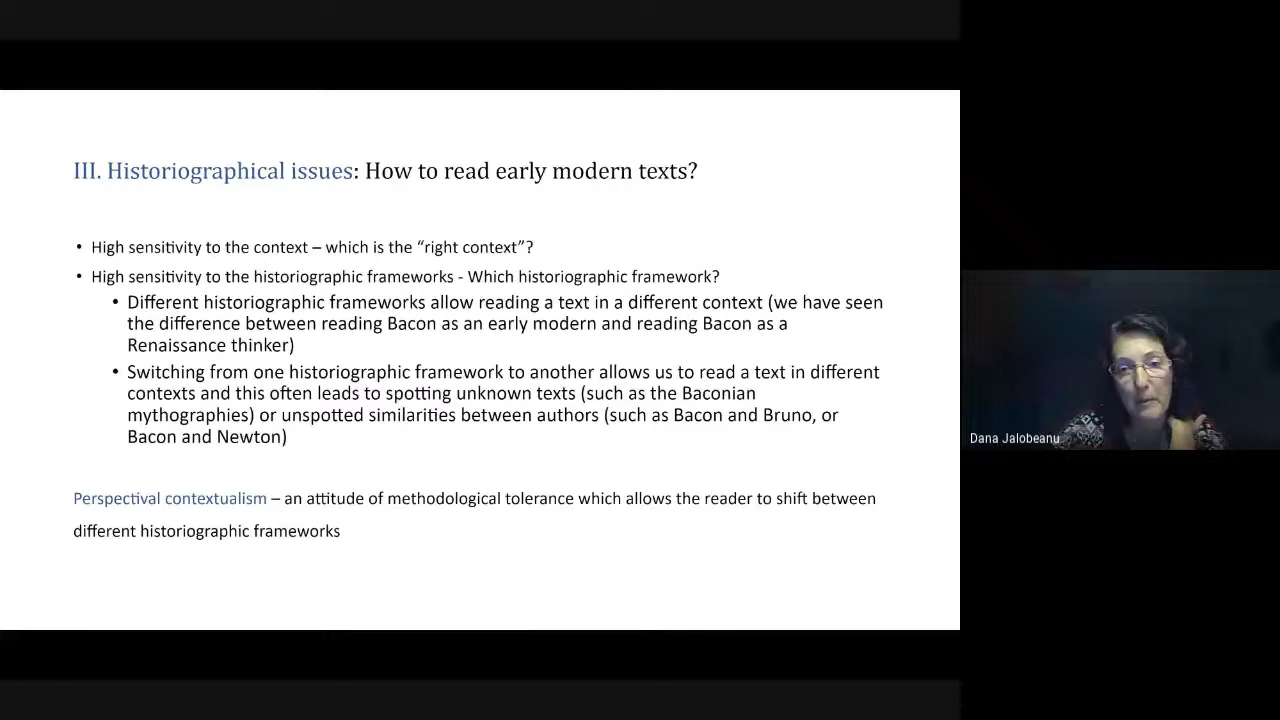 III. Historiographical issues: How to read early modern texts?
• High sensitivity to the context – which is the “right context”?
• High sensitivity to the historiographic frameworks - Which historiographic framework?
• Different historiographic frameworks allow reading a text in a different context (we have seen
the difference between reading Bacon as an early modern and reading Bacon as a
Renaissance thinker)
• Switching from one historiographic framework to another allows us to read a text in different
contexts and this often leads to spotting unknown texts (such as the Baconian
mythographies) or unspotted similarities between authors (such as Bacon and Bruno, or
Bacon and Newton)
Perspectival contextualism – an attitude of methodological tolerance which allows the reader to shift between
different historiographic frameworks
Dana Jalobeanu